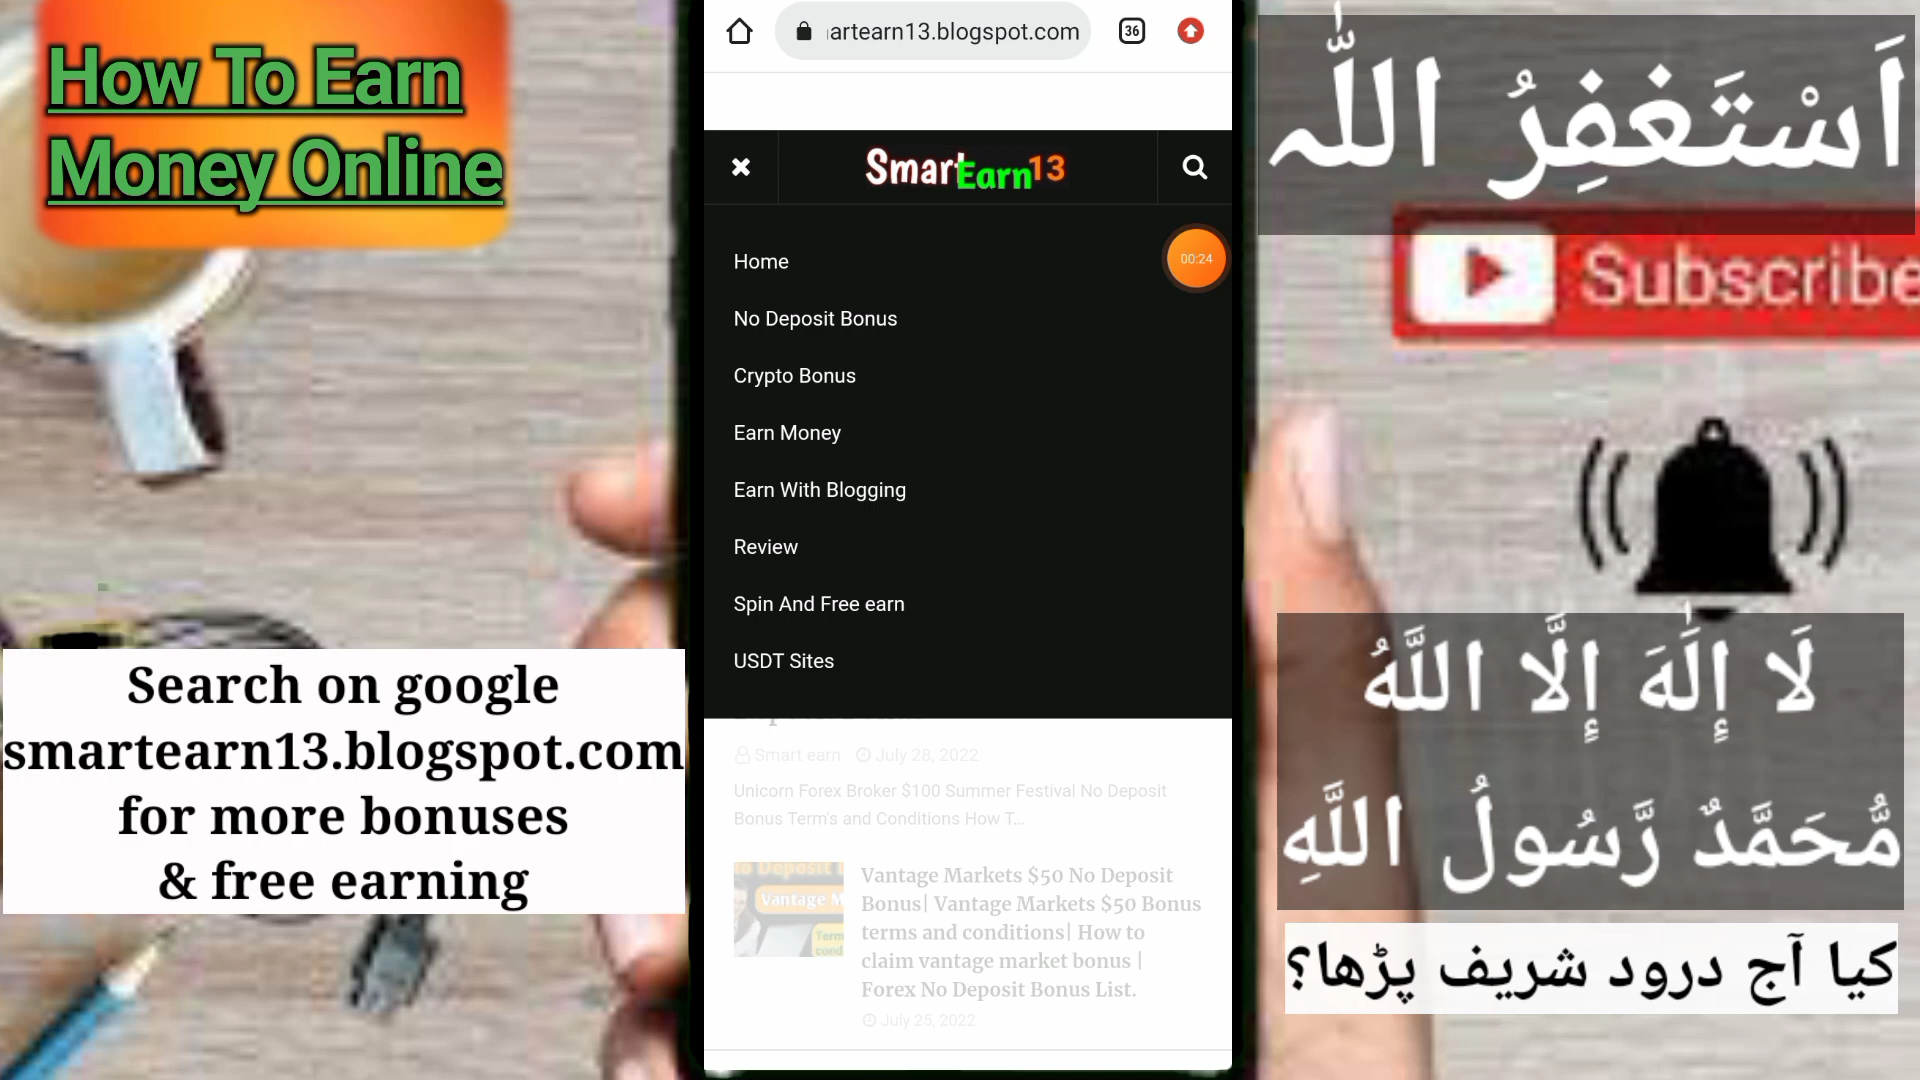 How To Earn
Money Online
artearn13.blogspot.com
36
SmartEarn13
00:24
Home
No Deposit Bonus
Crypto Bonus
Earn Money
Earn With Blogging
Review
Spin And Free earn
USDT Sites
Smart earn July 28, 2022
Unicorn Forex Broker $100 Summer Festival No Deposit
Bonus Term's and Conditions How T...
Vantage Markets $50 No Deposit
Bonus| Vantage Markets $50 Bonus
terms and conditions| How to
claim vantage market bonus |
Forex No Deposit Bonus List.
July 25, 2022
Search on google
smartearn13.blogspot.com
for more bonuses
& free earning
اَسْتَغْفِرُ اللّٰہ
Subscribe
لَا إِلَٰهَ إِلَّا اللَّهُ
مُّحَمَّدٌ رَّسُولُ اللَّهِ
کیا آج درود شریف پڑھا؟